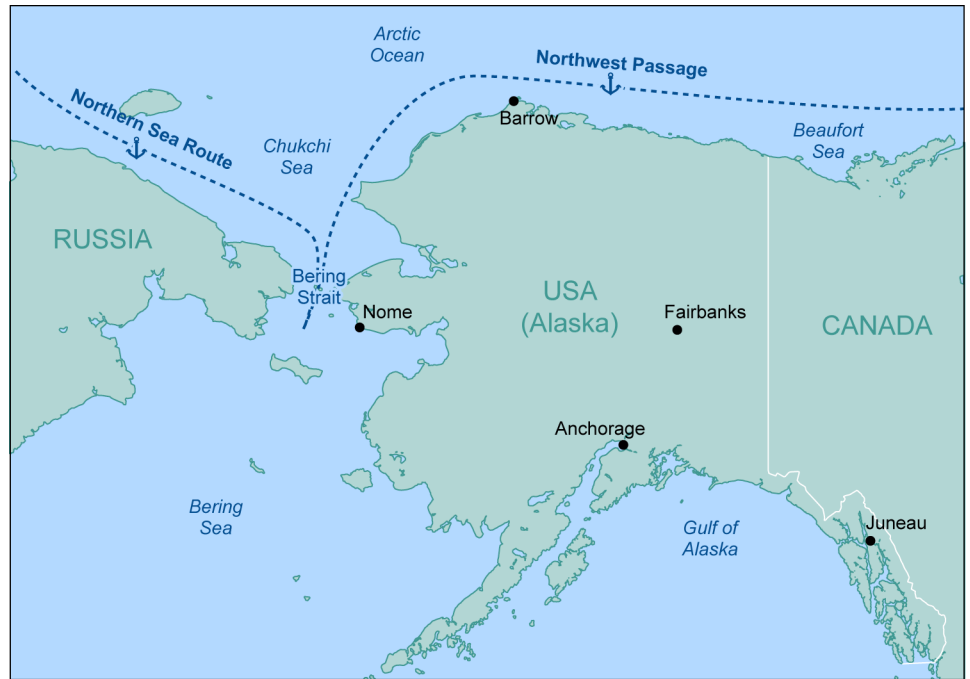 Arctic
Ocean
Northwest Passage
Northern Sea Route
Barrow
Chukchi
Sea
Beaufort
Sea
RUSSIA
Bering
Strait
Nome
USA
(Alaska)
Fairbanks
CANADA
Anchorage
Bering
Sea
Gulf of
Alaska
Juneau